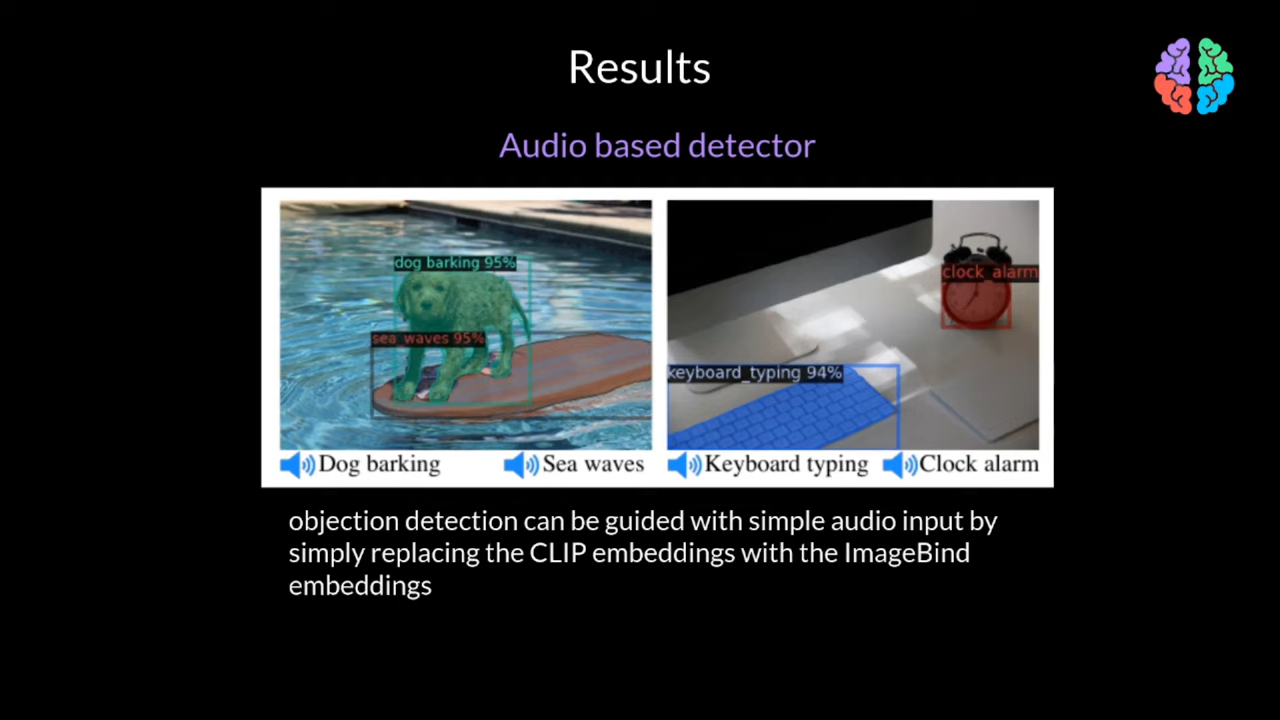 Results
Audio based detector
dog barking 95%
sea_waves 95%
clock_alarm
keyboard_typing 94%
Dog barking
Sea waves
Keyboard typing
Clock alarm
objection detection can be guided with simple audio input by
simply replacing the CLIP embeddings with the ImageBind
embeddings